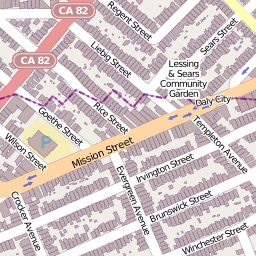 CA 82
Regent Street
Liebig Street
Sears Street
CA 82
Lessing
& Sears
Community
Garden
Daly City
Goethe Street
Rice Street
Templeton Avenue
Wilson Street
P
Mission Street
Irvington Street
Evergreen Avenue
Crocker Avenue
Brunswick Street
Winchester Street